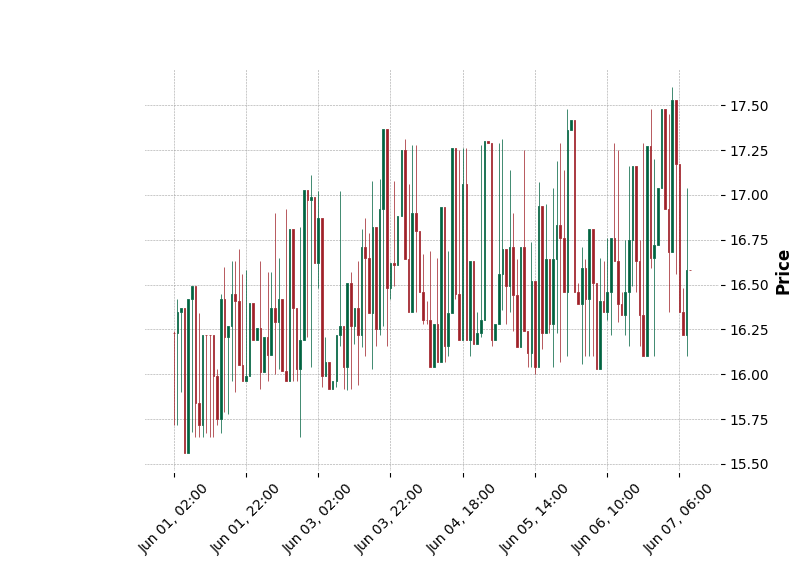 17.50
17.25
17.00
16.75
16.50
16.25
16.00
15.75
15.50
Price
Jun 01, 02:00
Jun 01, 22:00
Jun 03, 02:00
Jun 03, 22:00
Jun 04, 18:00
Jun 05, 14:00
Jun 06, 10:00
Jun 07, 06:00